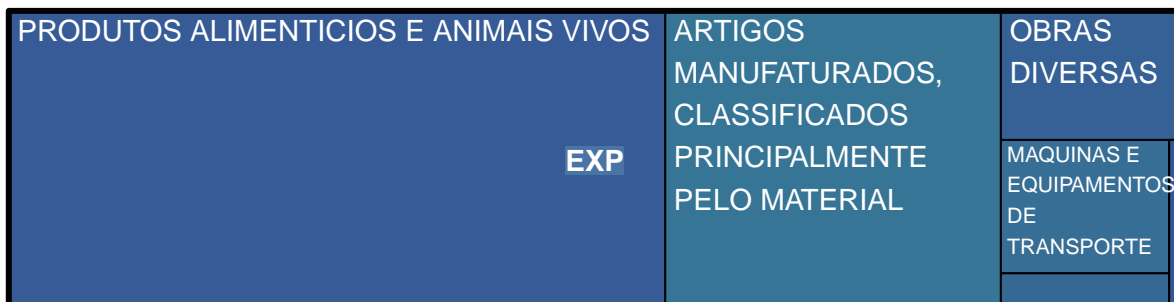 PRODUTOS ALIMENTICIOS E ANIMAIS VIVOS
EXP
ARTIGOS
MANUFATURADOS,
CLASSIFICADOS
PRINCIPALMENTE
PELO MATERIAL
OBRAS
DIVERSAS
MAQUINAS E
EQUIPAMENTOS
DE
TRANSPORTE